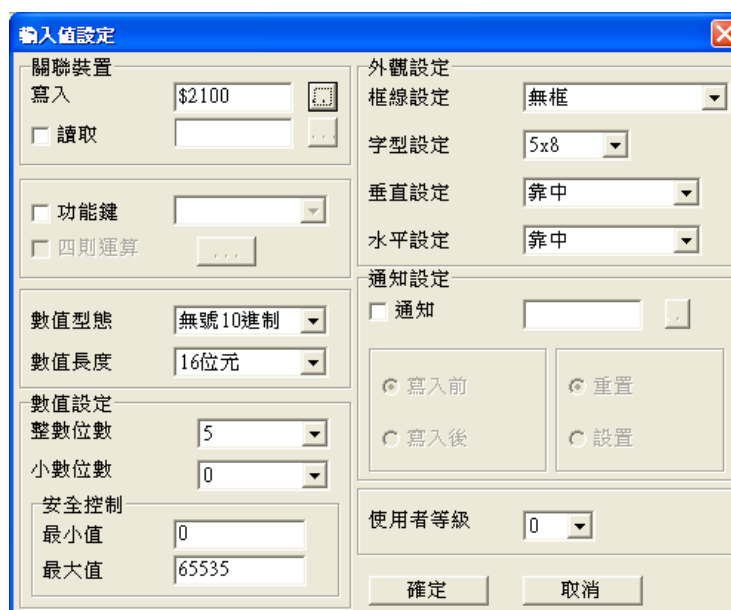 輸入值設定
關聯裝置
寫入 $2100 ...
讀取 ...
功能鍵
四則運算 ...
數值型態 無號10進制
數值長度 16位元
數值設定
整數位數 5
小數位數 0
安全控制
最小值 0
最大值 65535
外觀設定
框線設定 無框
字型設定 5x8
垂直設定 靠中
水平設定 靠中
通知設定
通知 .
寫入前 重置
寫入後 設置
使用者等級 0
確定 取消